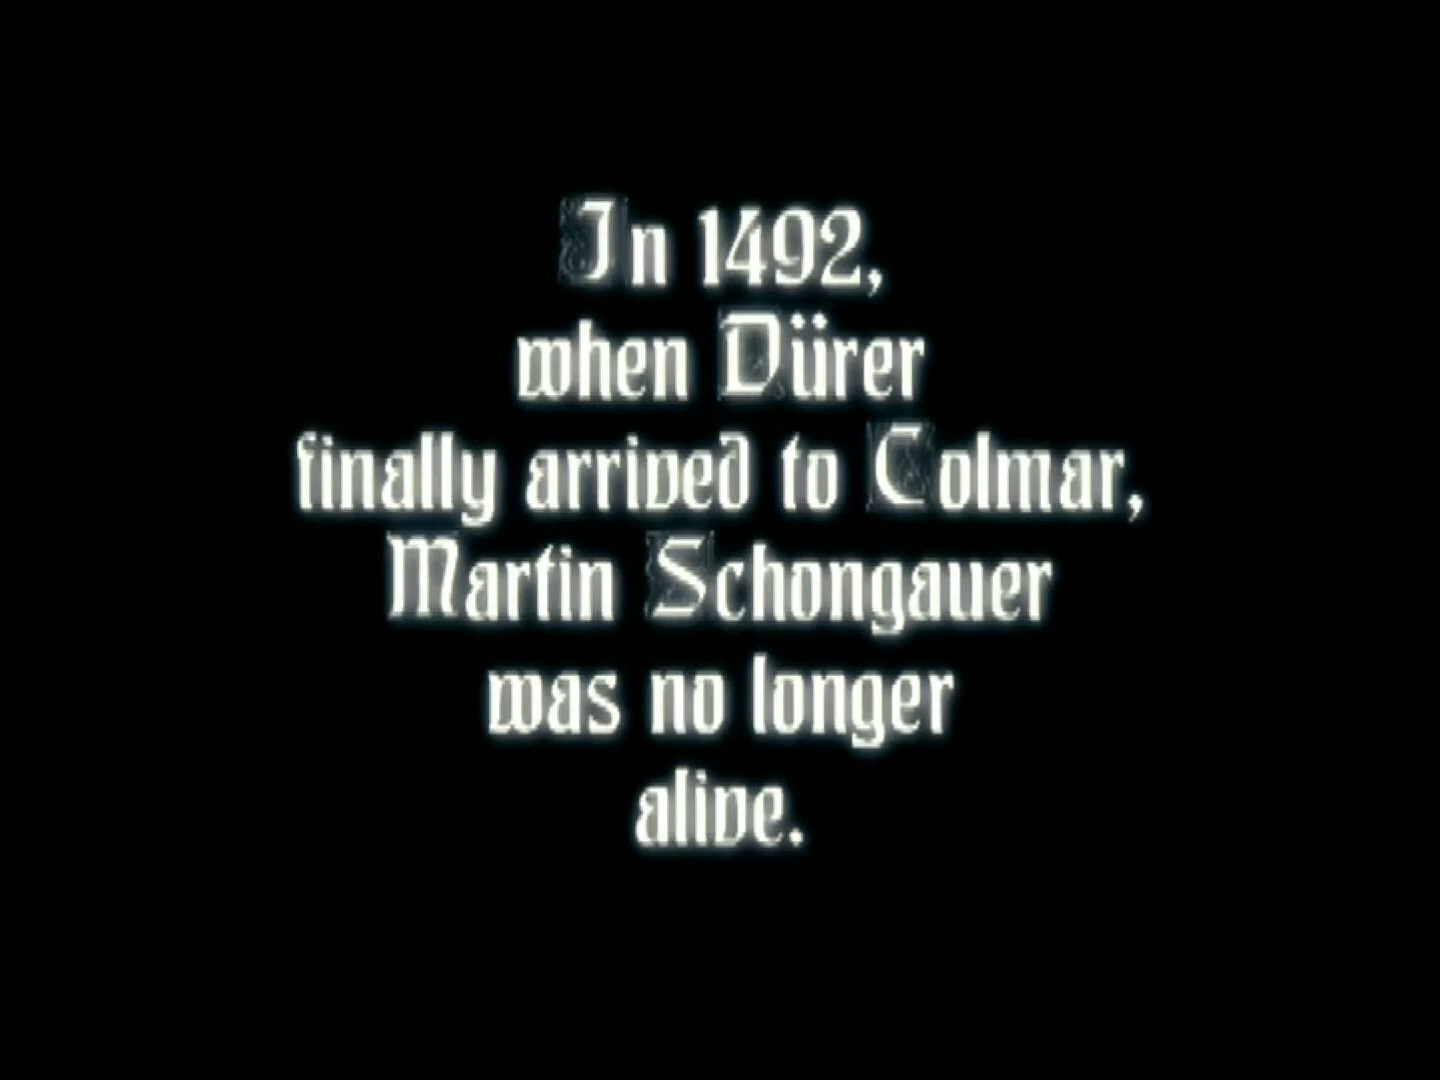 In 1492,
when Dürer
finally arrived to Colmar,
Martin Schongauer
was no longer
alive.